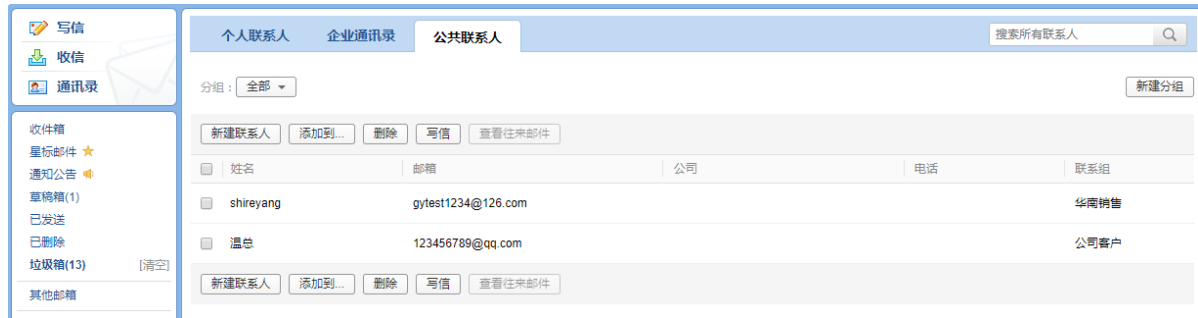 写信
收信
通讯录
收件箱
星标邮件
通知公告
草稿箱(1)
已发送
已删除
垃圾箱(13) [清空]
其他邮箱
个人联系人 企业通讯录 公共联系人 搜索所有联系人
分组： 全部 新建分组
新建联系人 添加到... 删除 写信 查看往来邮件
姓名 邮箱 公司 电话 联系组
shireyang gytest1234@126.com 华南销售
温总 123456789@qq.com 公司客户
新建联系人 添加到... 删除 写信 查看往来邮件